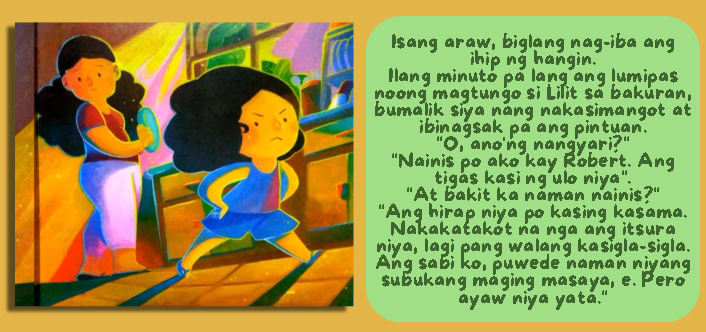 Isang araw, biglang nag-iba ang
ihip ng hangin.
Ilang minuto pa lang ang lumipas
noong magtungo si Lilit sa bakuran,
bumalik siya nang nakasimangot at
ibinagsak pa ang pintuan.
"O, ano'ng nangyari?"
"Nainis po ako kay Robert. Ang
tigas kasi ng ulo niya".
"At bakit ka naman nainis?"
"Ang hirap niya po kasing kasama.
Nakakatakot na nga ang itsura
niya, lagi pang walang kasigla-sigla.
Ang sabi ko, puwede naman niyang
subukang maging masaya, e. Pero
ayaw niya yata."